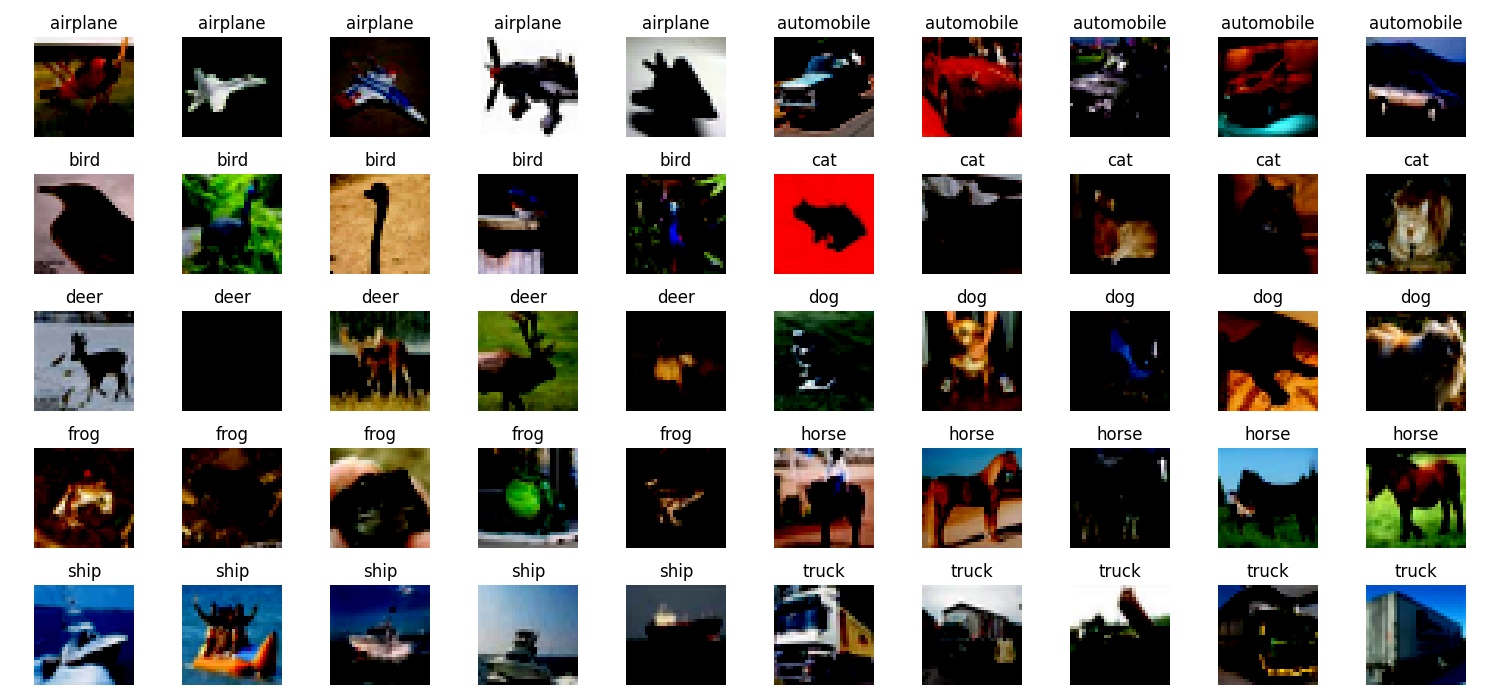 airplane airplane airplane airplane airplane automobile automobile automobile automobile automobile
bird bird bird bird bird cat cat cat cat cat
deer deer deer deer deer dog dog dog dog dog
frog frog frog frog frog horse horse horse horse horse
ship ship ship ship ship truck truck truck truck truck